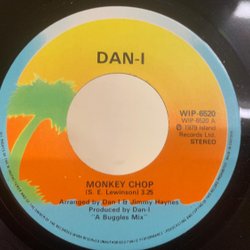 DAN-I
WIP-6520
WIP-6520 A
℗ 1979 Island
Records Ltd.
STEREO
MONKEY CHOP
(S. E. Lewinson) 3.25
Arranged by Dan-I & Jimmy Haynes
Produced by Dan-I
"A Buggles Mix"